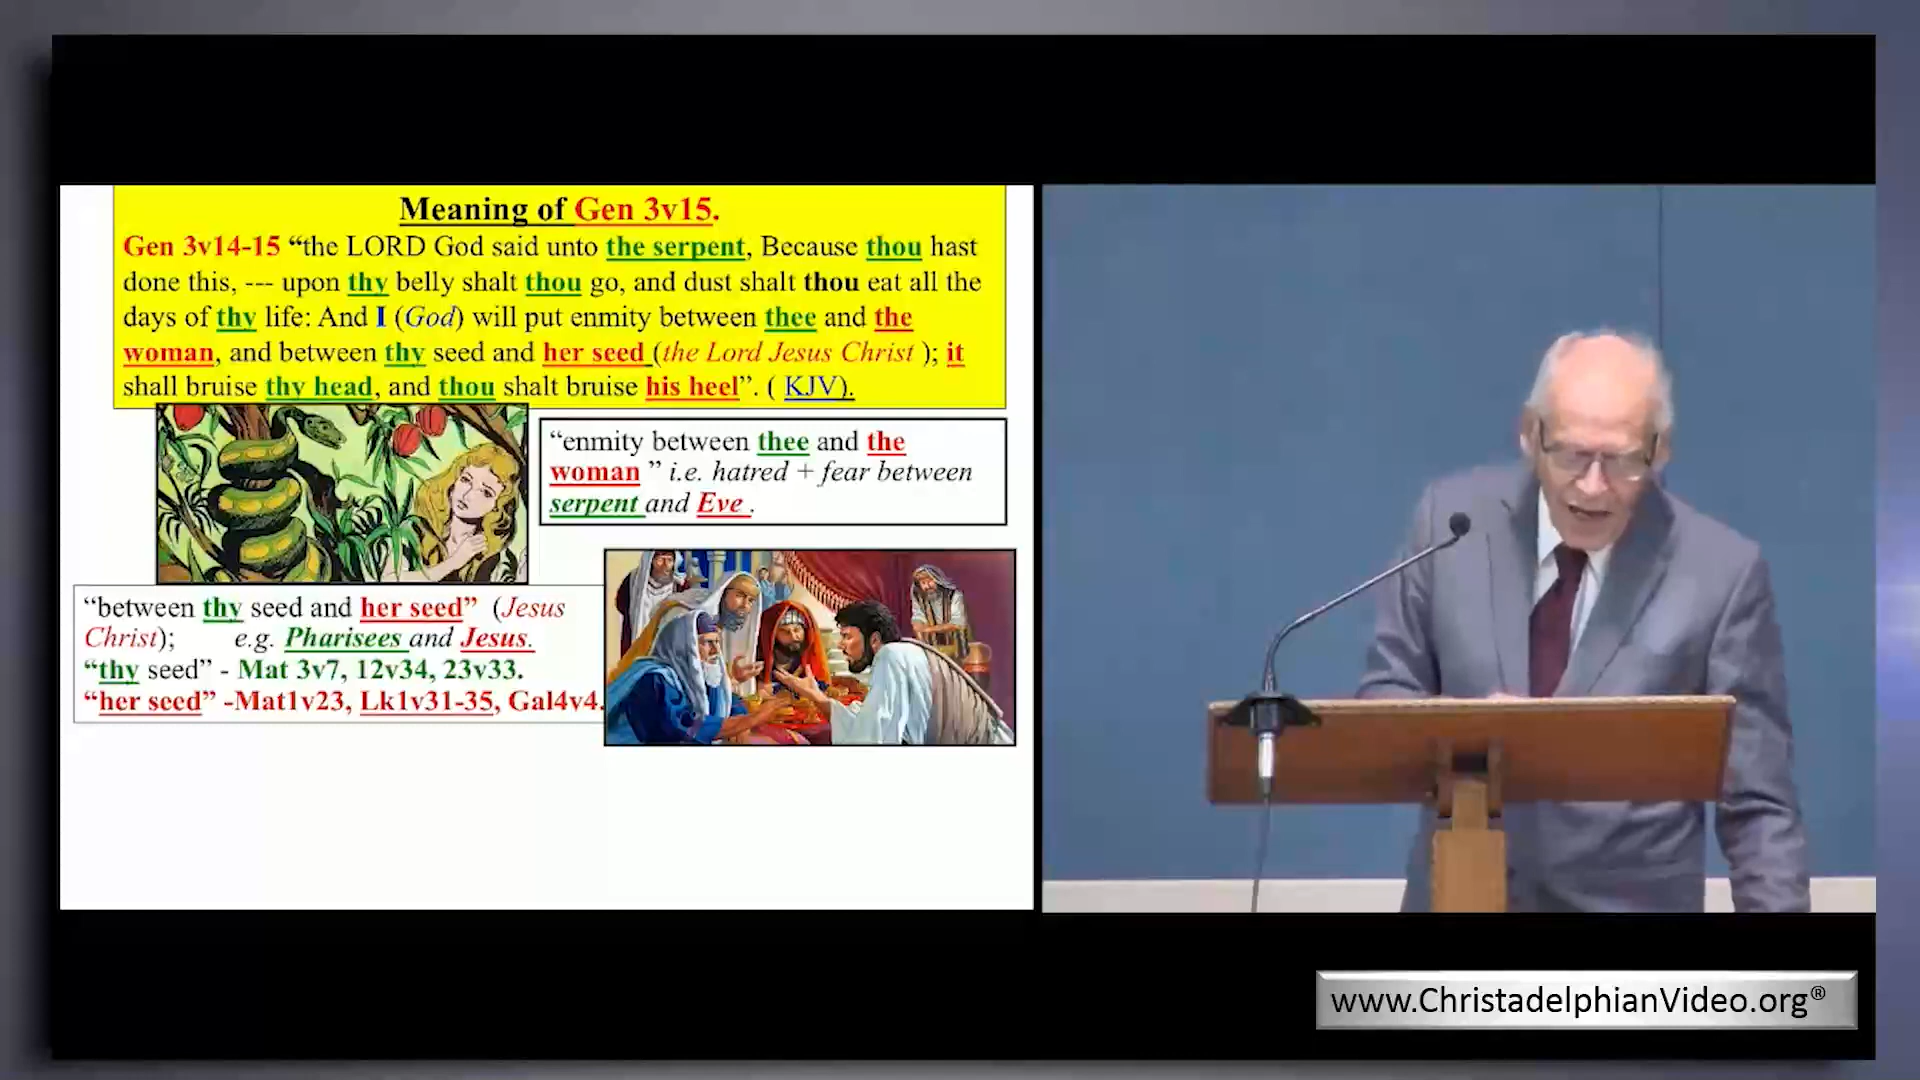 Meaning of Gen 3v15.
Gen 3v14-15 “the LORD God said unto the serpent, Because thou hast
done this, --- upon thy belly shalt thou go, and dust shalt thou eat all the
days of thy life: And I (God) will put enmity between thee and the
woman, and between thy seed and her seed (the Lord Jesus Christ ); it
shall bruise thy head, and thou shalt bruise his heel”. ( KJV).
“enmity between thee and the
woman ” i.e. hatred + fear between
serpent and Eve .
“between thy seed and her seed” (Jesus
Christ); e.g. Pharisees and Jesus.
“thy seed” - Mat 3v7, 12v34, 23v33.
“her seed” -Mat1v23, Lk1v31-35, Gal4v4.
www.ChristadelphianVideo.org®